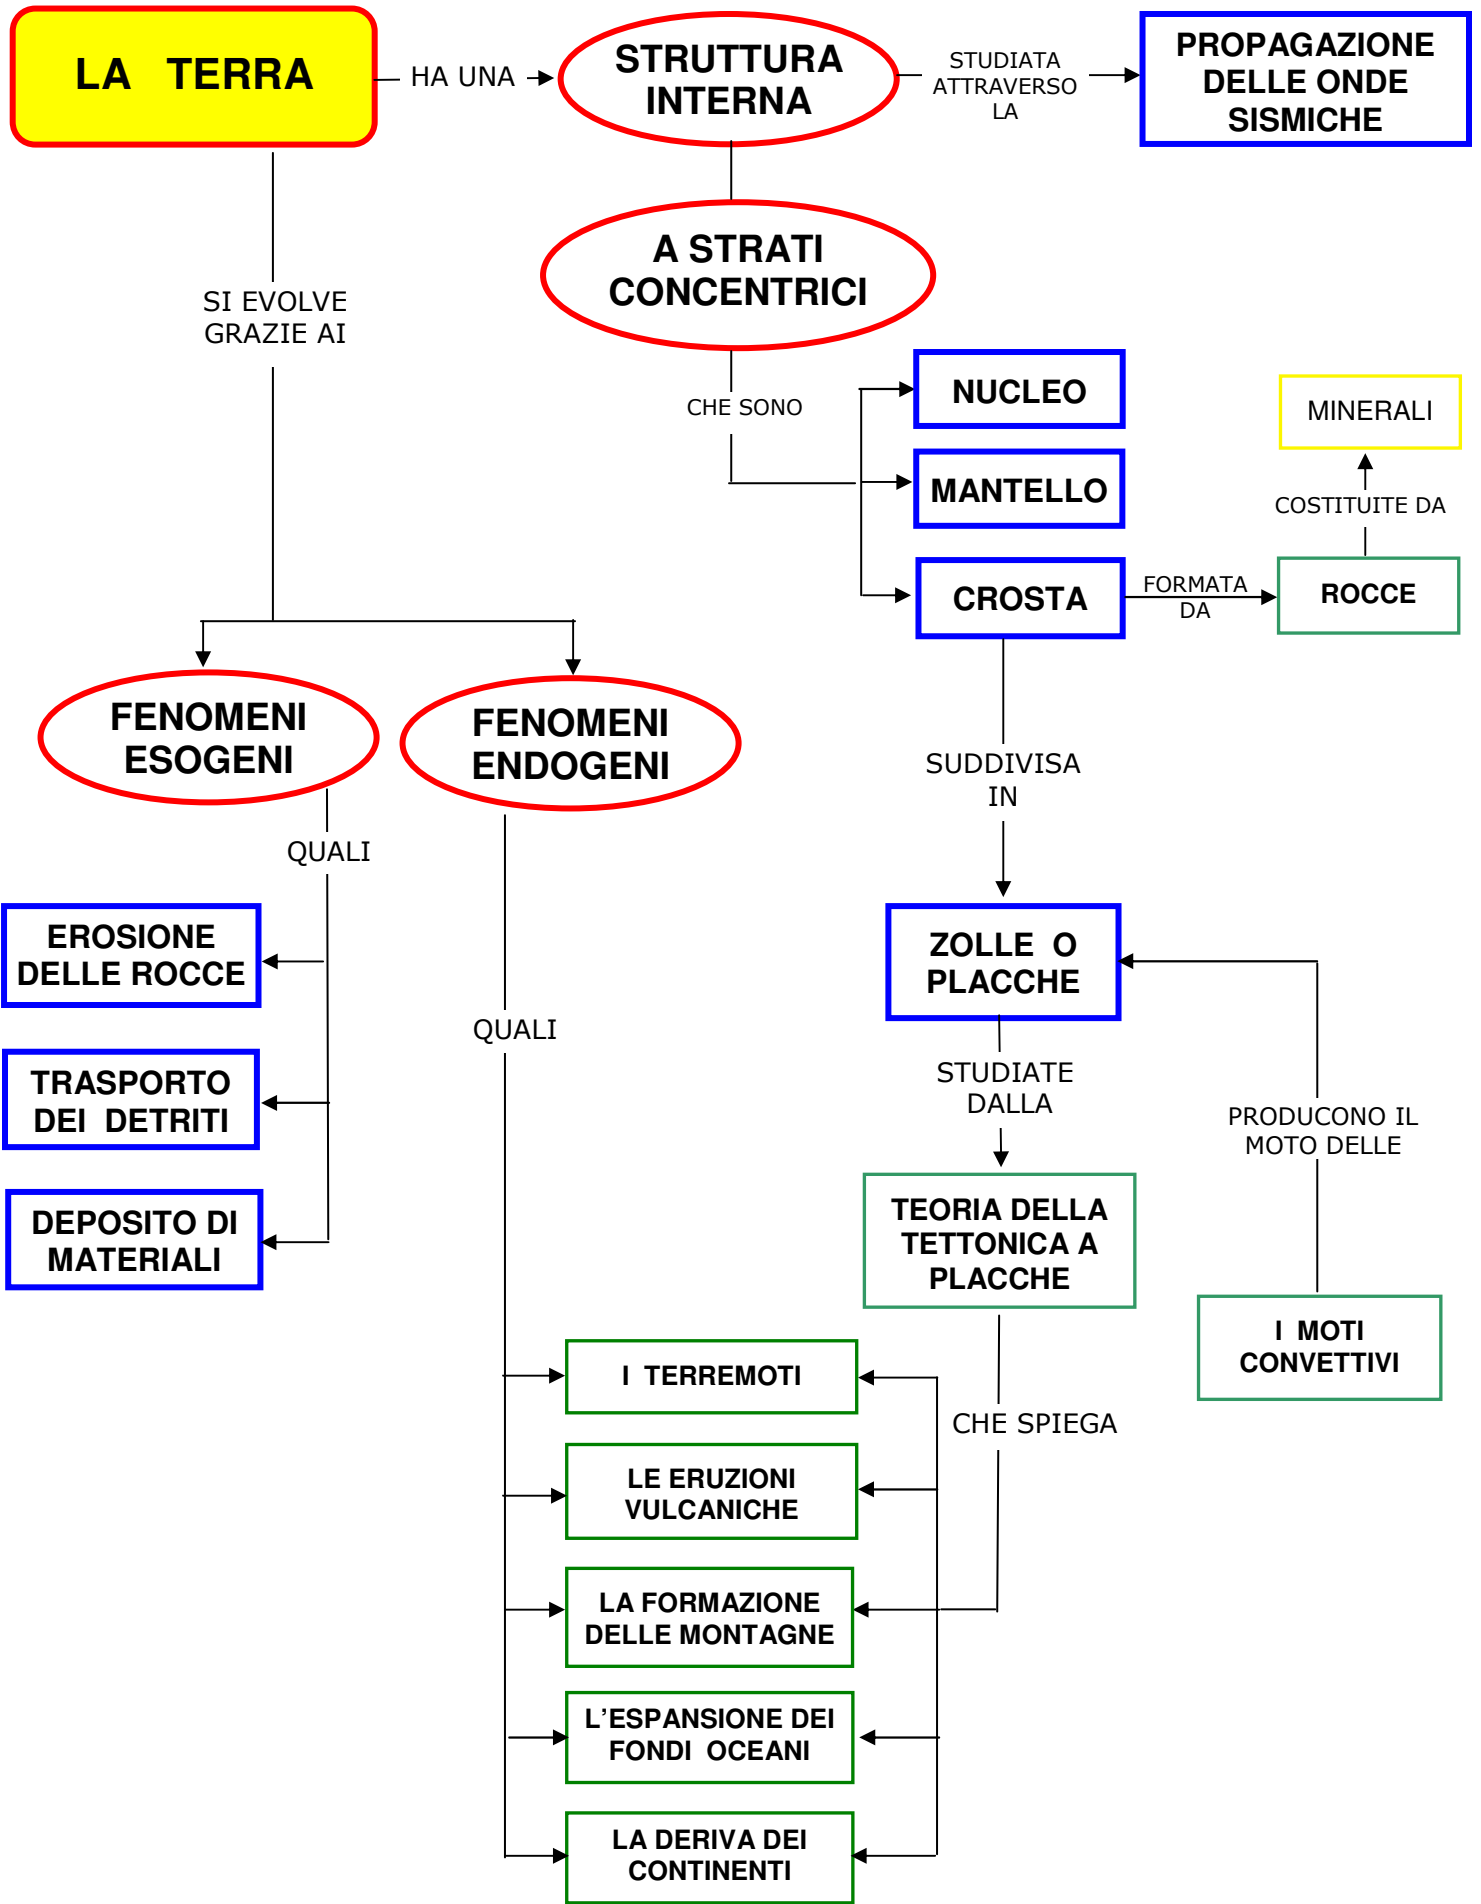 LA TERRA
HA UNA
STRUTTURA
INTERNA
STUDIATA
ATTRAVERSO
LA
PROPAGAZIONE
DELLE ONDE
SISMICHE
A STRATI
CONCENTRICI
SI EVOLVE
GRAZIE AI
CHE SONO
NUCLEO
MANTELLO
CROSTA
FORMATA
DA
ROCCE
COSTITUITE DA
MINERALI
FENOMENI
ESOGENI
FENOMENI
ENDOGENI
SUDDIVISA
IN
QUALI
EROSIONE
DELLE ROCCE
TRASPORTO
DEI DETRITI
DEPOSITO DI
MATERIALI
QUALI
ZOLLE O
PLACCHE
STUDIATE
DALLA
PRODUCONO IL
MOTO DELLE
TEORIA DELLA
TETTONICA A
PLACCHE
I MOTI
CONVETTIVI
CHE SPIEGA
I TERREMOTI
LE ERUZIONI
VULCANICHE
LA FORMAZIONE
DELLE MONTAGNE
L'ESPANSIONE DEI
FONDI OCEANI
LA DERIVA DEI
CONTINENTI